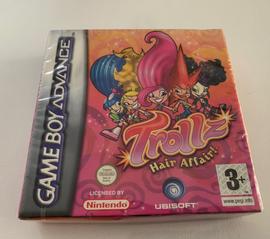 GAME BOY ADVANCE
Trollz
Hair Affair!
LICENSED BY
Nintendo
UBISOFT
3+
www.pegi.info